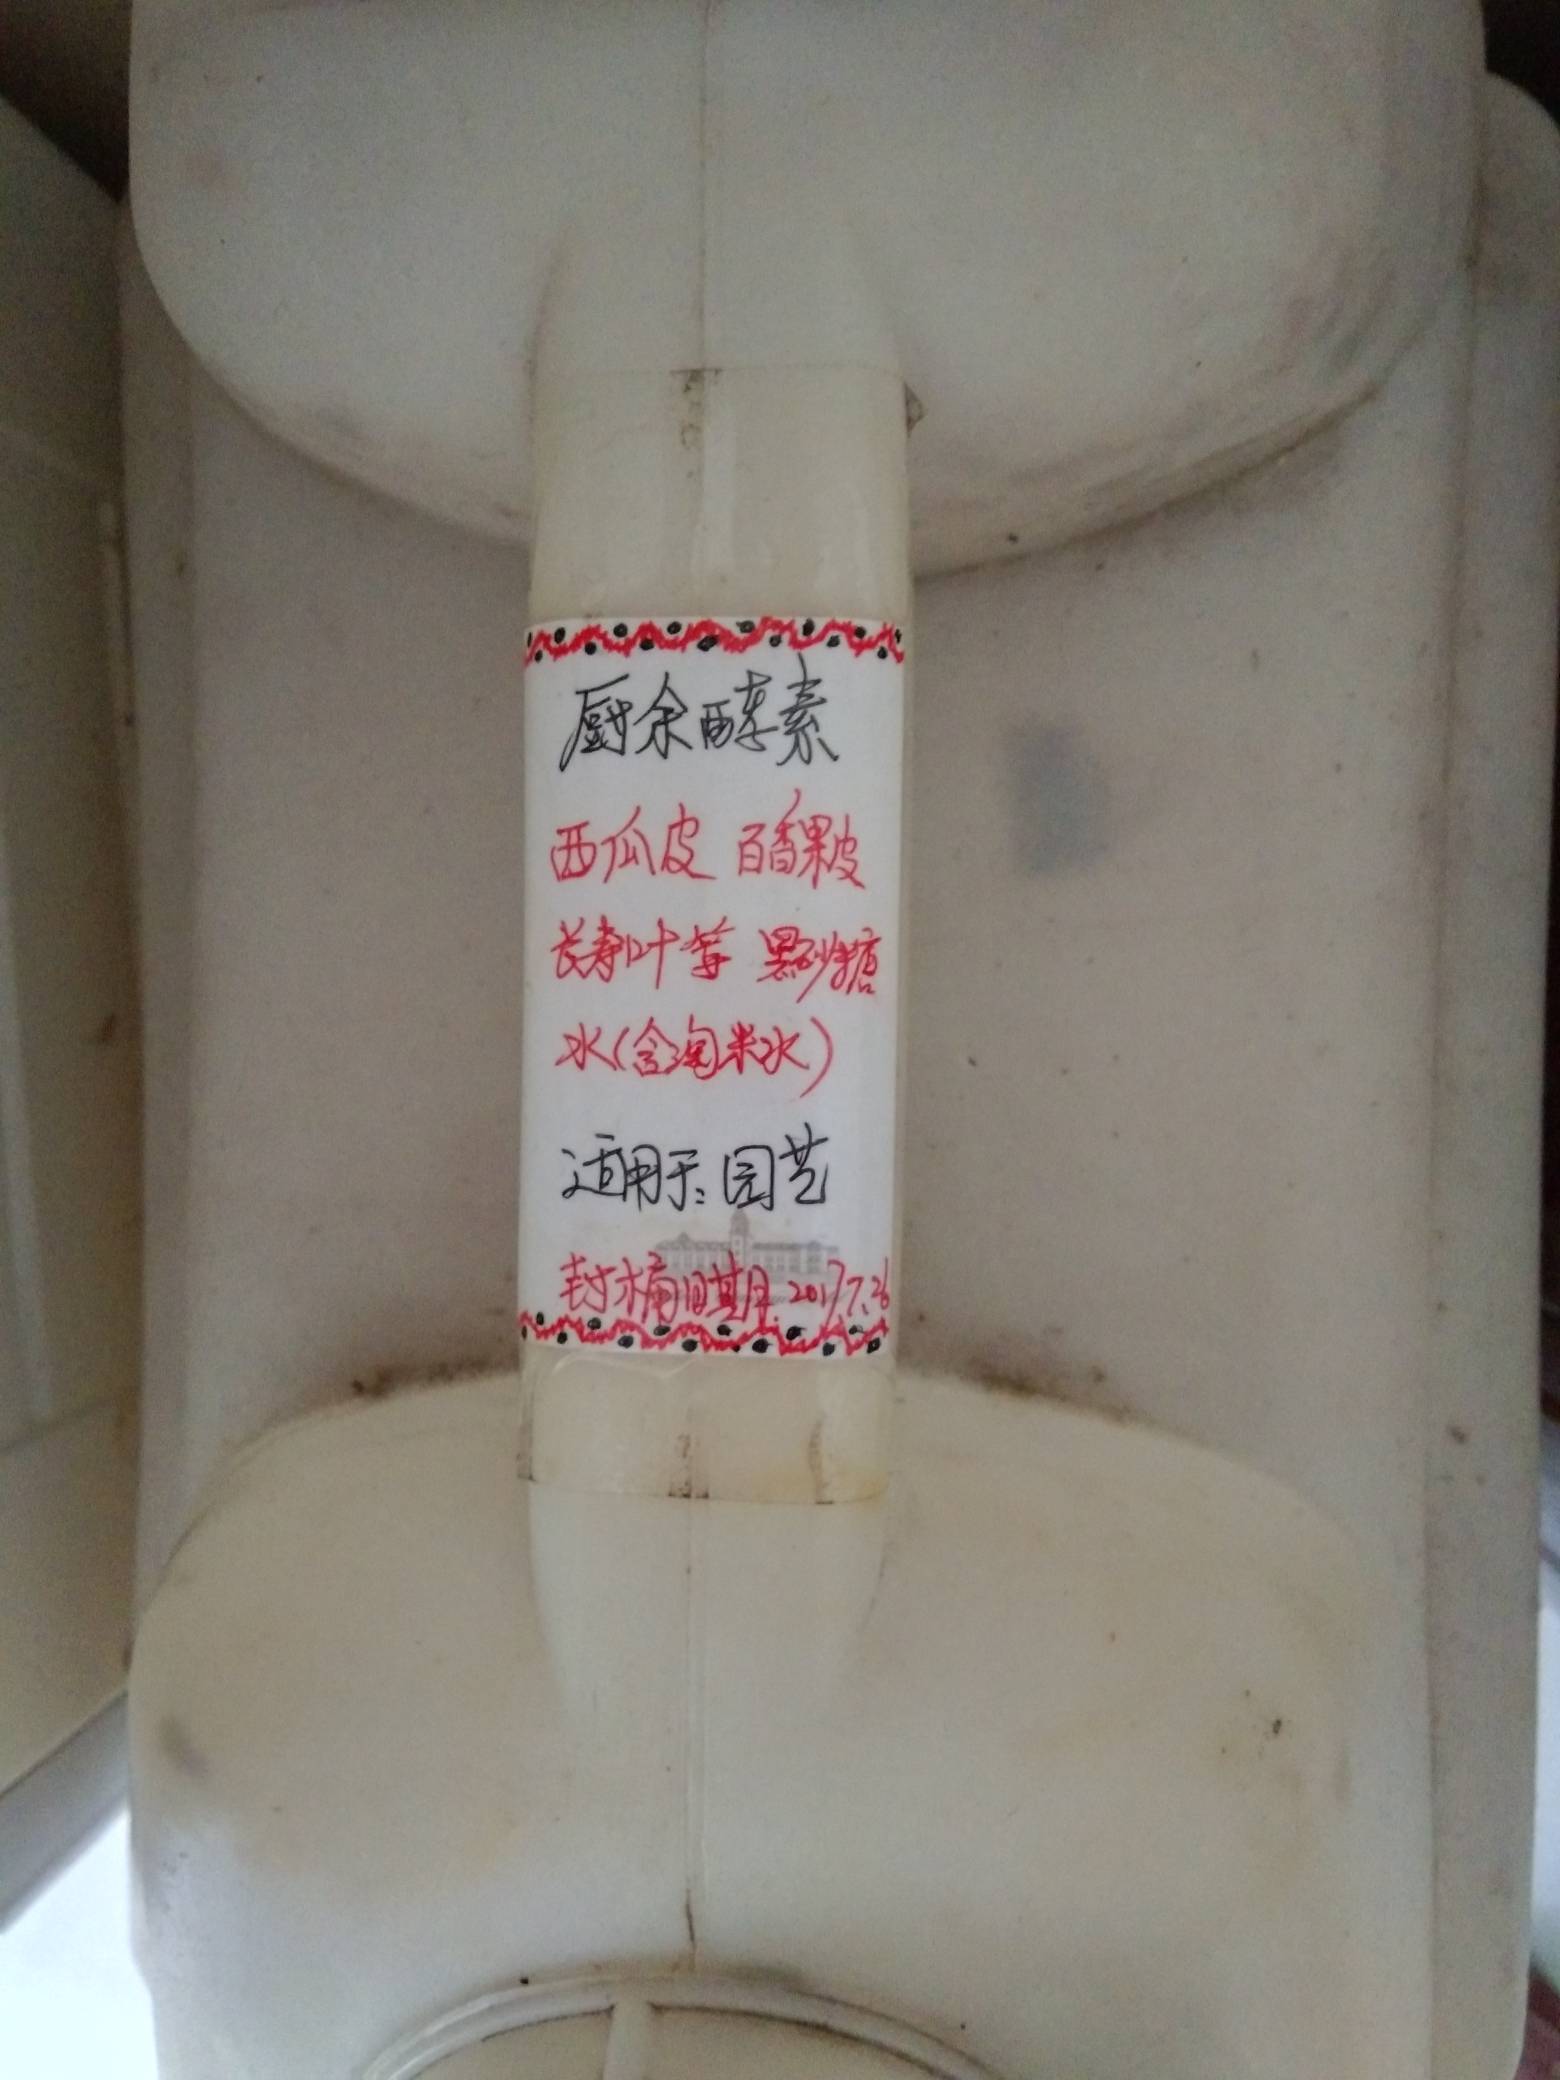 厨余酵素
西瓜皮 百香果皮
长寿叶等 黑砂糖
水(含淘米水)
适用于:园艺
封桶日期:2017.7.26